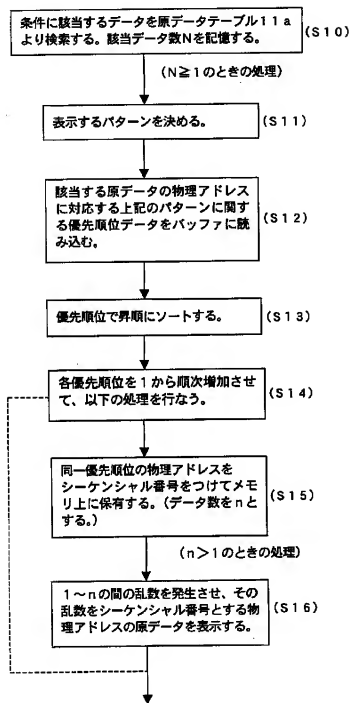 条件に該当するデータを原データテーブル１１ａ
より検索する。該当データ数Ｎを記憶する。
（Ｓ１０）
（Ｎ≧１のときの処理）
表示するパターンを決める。
（Ｓ１１）
該当する原データの物理アドレス
に対応する上記のパターンに関す
る優先順位データをバッファに読
み込む。
（Ｓ１２）
優先順位で昇順にソートする。
（Ｓ１３）
各優先順位を１から順次増加させ
て、以下の処理を行なう。
（Ｓ１４）
同一優先順位の物理アドレスを
シーケンシャル番号をつけてメモ
リ上に保有する。（データ数をｎと
する。）
（Ｓ１５）
（ｎ＞１のときの処理）
１～ｎの間の乱数を発生させ、その
乱数をシーケンシャル番号とする物
理アドレスの原データを表示する。
（Ｓ１６）